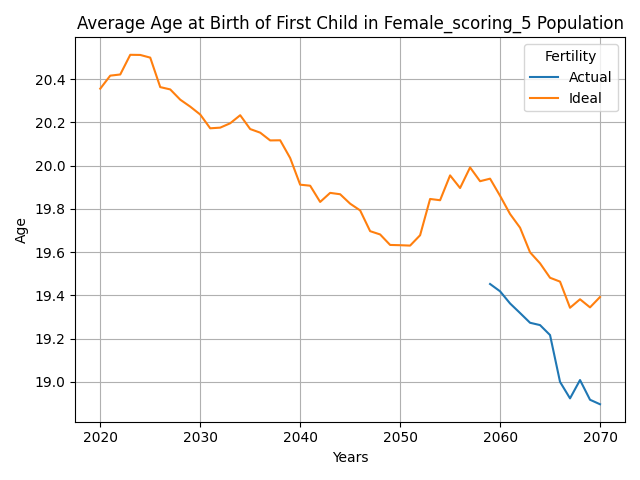 Average Age at Birth of First Child in Female_scoring_5 Population
Fertility
Actual
Ideal
Age
20.4
20.2
20.0
19.8
19.6
19.4
19.2
19.0
2020 2030 2040 2050 2060 2070
Years